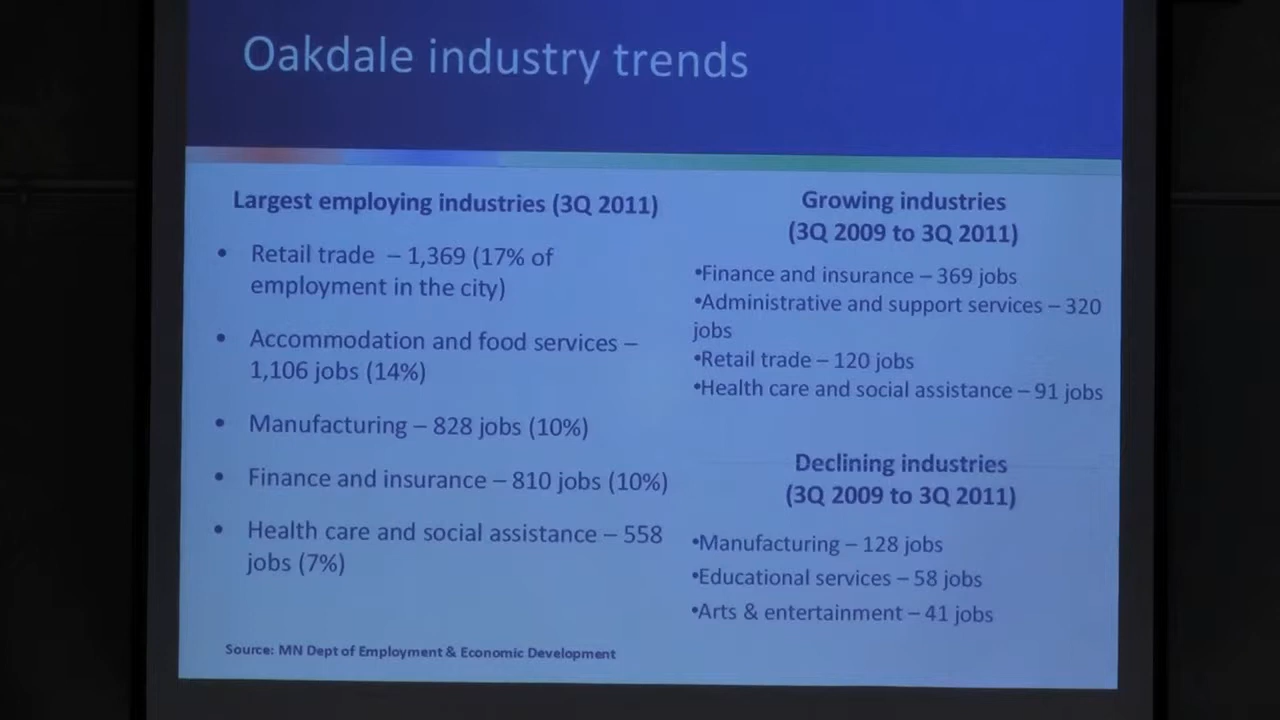 Oakdale industry trends
Largest employing industries (3Q 2011)
• Retail trade – 1,369 (17% of
employment in the city)
• Accommodation and food services –
1,106 jobs (14%)
• Manufacturing – 828 jobs (10%)
• Finance and insurance – 810 jobs (10%)
• Health care and social assistance – 558
jobs (7%)
Growing industries
(3Q 2009 to 3Q 2011)
•Finance and insurance – 369 jobs
•Administrative and support services – 320
jobs
•Retail trade – 120 jobs
•Health care and social assistance – 91 jobs
Declining industries
(3Q 2009 to 3Q 2011)
•Manufacturing – 128 jobs
•Educational services – 58 jobs
•Arts & entertainment – 41 jobs
Source: MN Dept of Employment & Economic Development